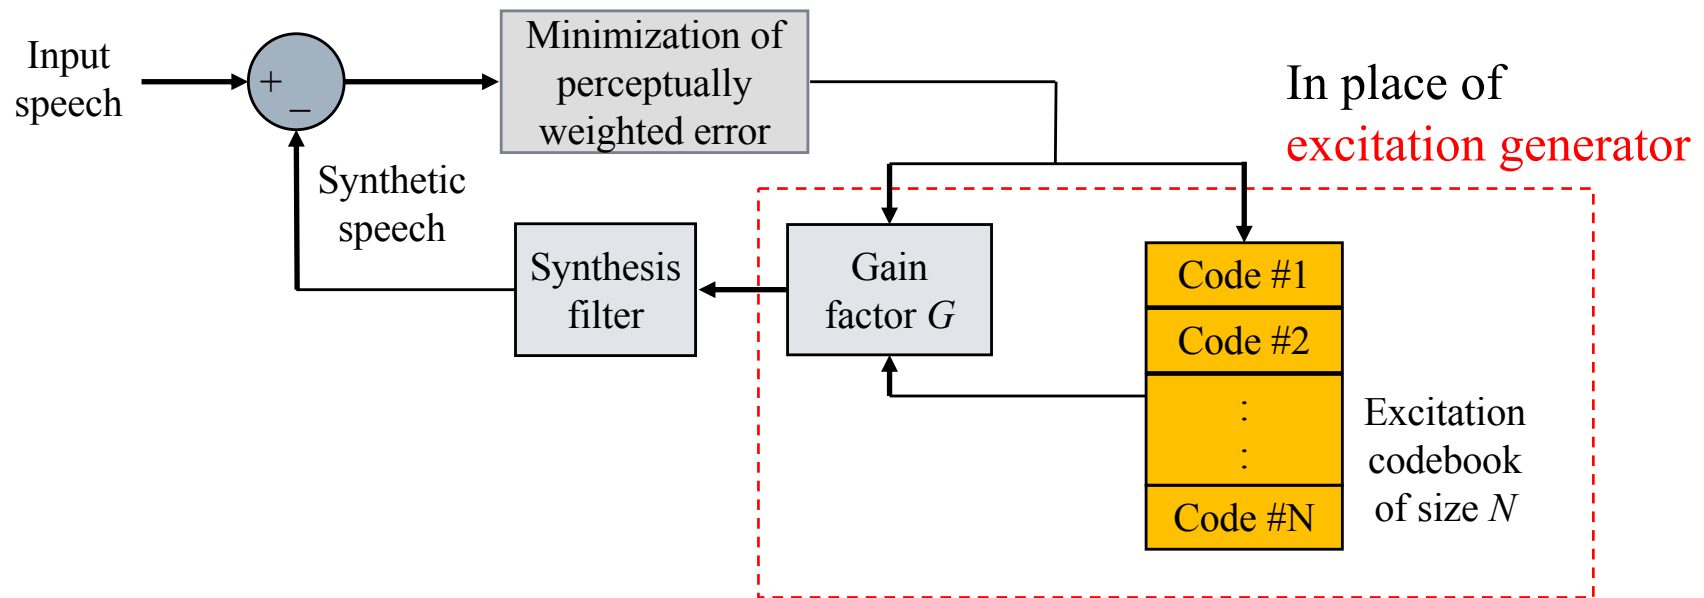 Input
speech
+
−
Minimization of
perceptually
weighted error
In place of
excitation generator
Synthetic
speech
Synthesis
filter
Gain
factor G
Code #1
Code #2
:
:
Code #N
Excitation
codebook
of size N